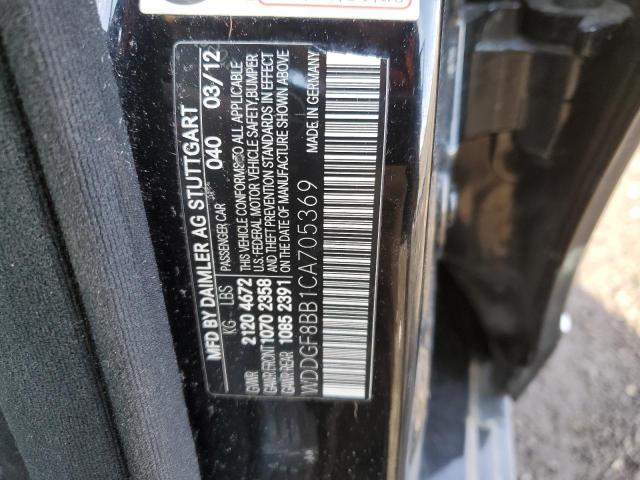 MFD BY DAIMLER AG STUTTGART
040 03/12
PASSENGER CAR
KG LBS
GVWR 2120 4672
GAWR-FRONT 1070 2358
GAWR-REAR 1085 2391
THIS VEHICLE CONFORMS TO ALL APPLICABLE
U.S. FEDERAL MOTOR VEHICLE SAFETY, BUMPER
AND THEFT PREVENTION STANDARDS IN EFFECT
ON THE DATE OF MANUFACTURE SHOWN ABOVE
MADE IN GERMANY
WDDGF8BB1CA705369